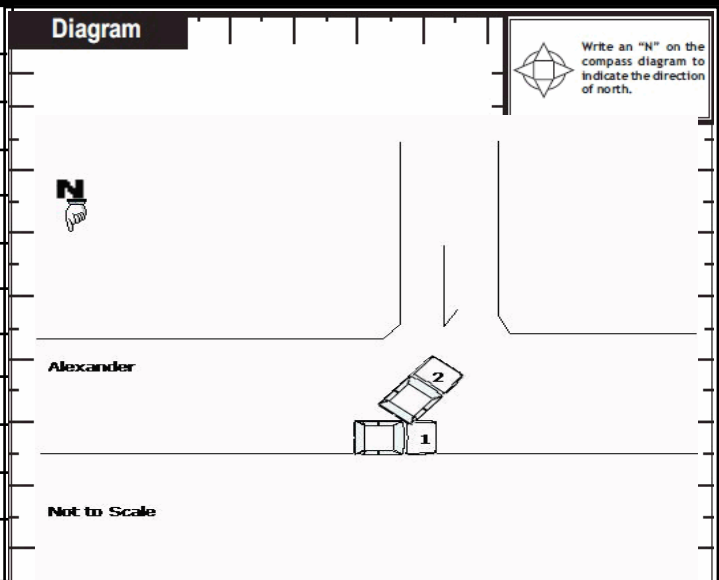 Diagram
Write an “N” on the
compass diagram to
indicate the direction
of north.
N
Alexander
2
1
Not to Scale